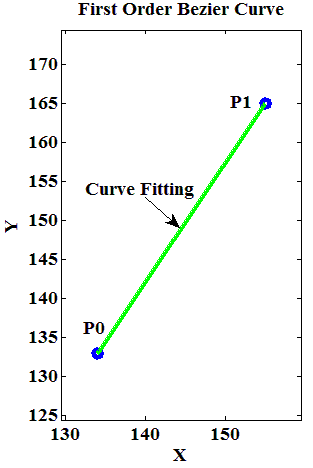 First Order Bezier Curve
170
165
160
155
150
145
140
135
130
125
Y
P1
Curve Fitting
P0
130
140
150
X